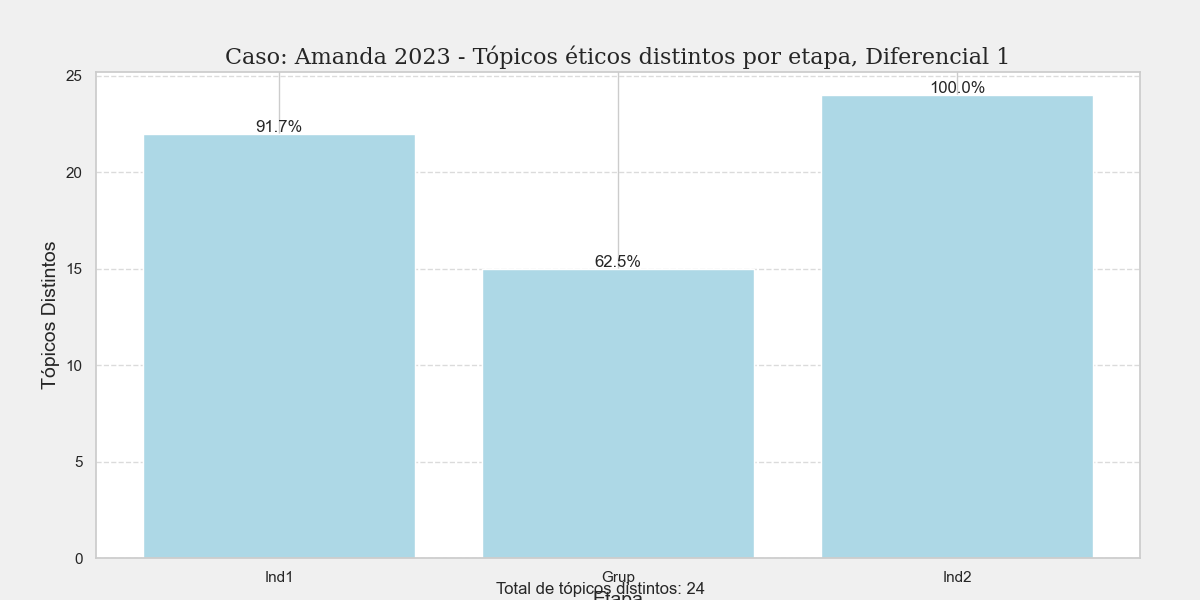 Caso: Amanda 2023 - Tópicos éticos distintos por etapa, Diferencial 1
25
20
15
10
5
0
Tópicos Distintos
91.7%
62.5%
100.0%
Ind1
Grup
Ind2
Total de tópicos distintos: 24
Etapa